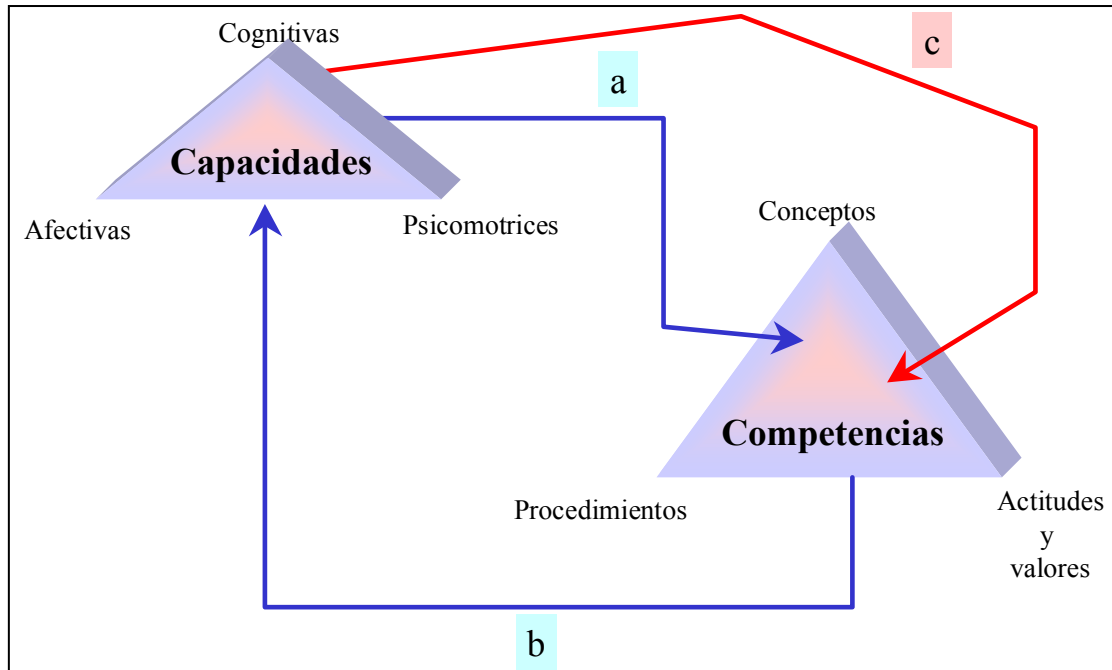 Cognitivas
c
a
Capacidades
Afectivas
Psicomotrices
Conceptos
Competencias
Procedimientos
Actitudes
y
valores
b